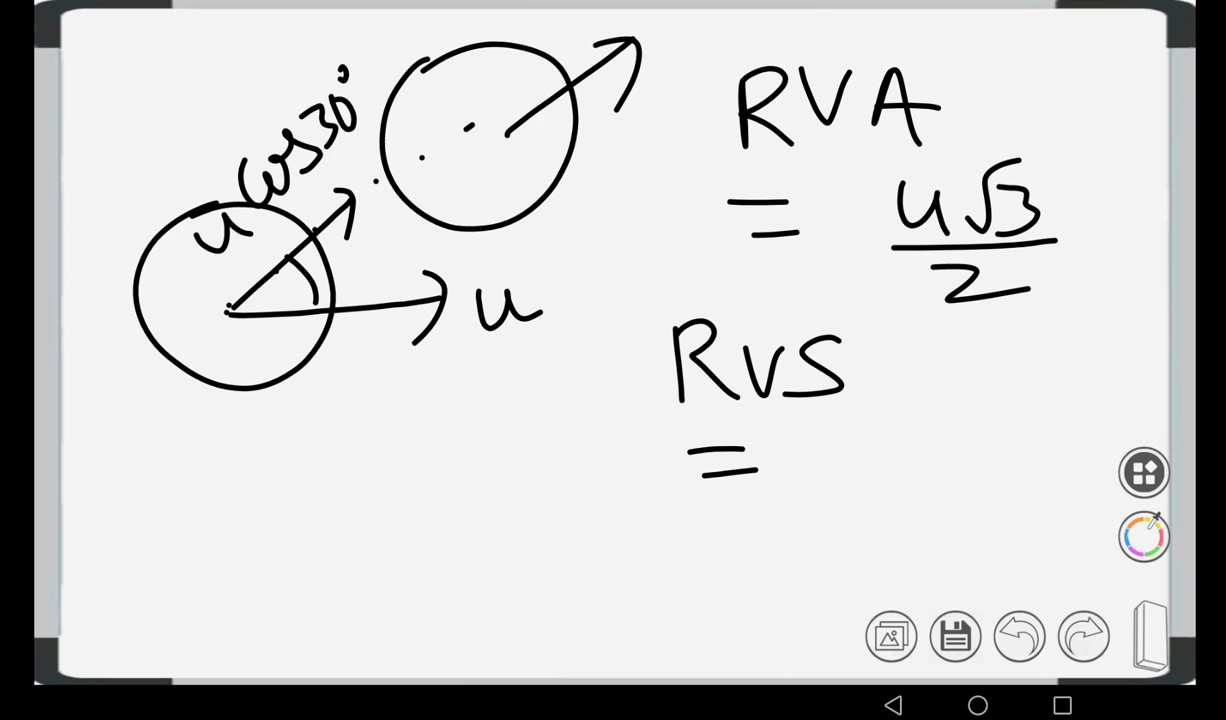 u cos30°
u
RVA
= u√3
2
RVS
=